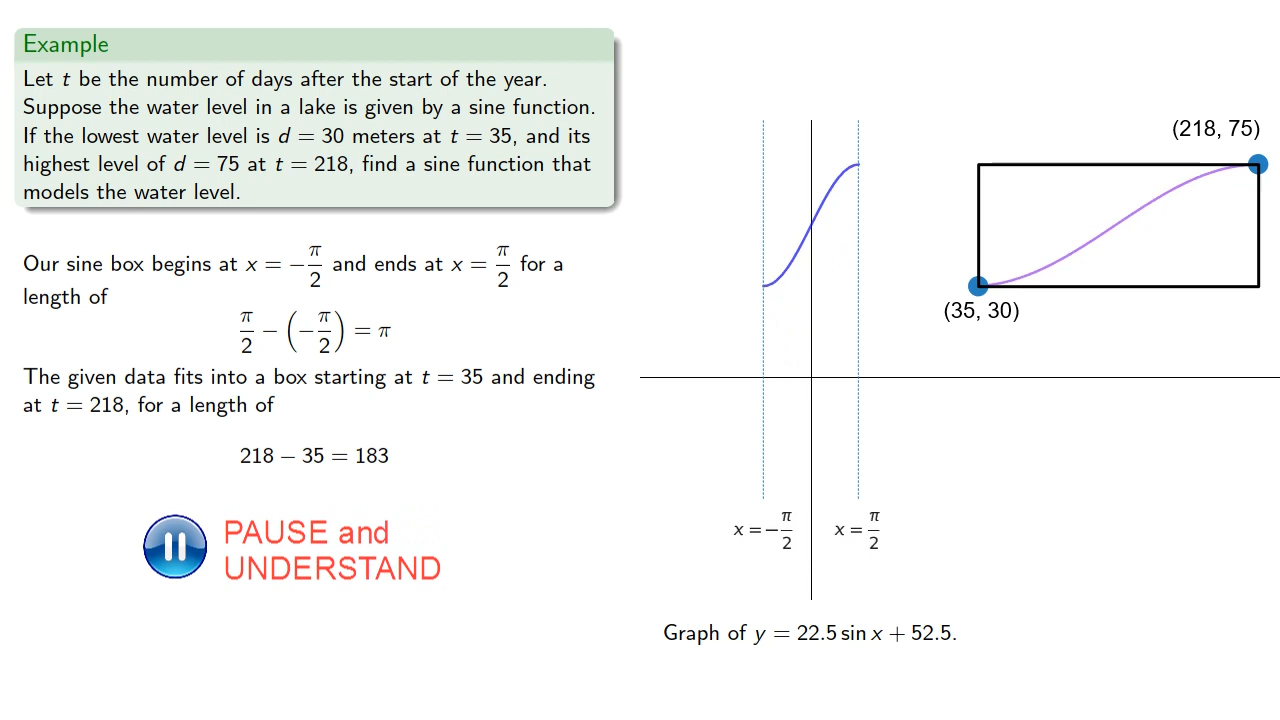 Example
Let t be the number of days after the start of the year.
Suppose the water level in a lake is given by a sine function.
If the lowest water level is d = 30 meters at t = 35, and its
highest level of d = 75 at t = 218, find a sine function that
models the water level.
Our sine box begins at x = −π/2 and ends at x = π/2 for a
length of
π/2 − (−π/2) = π
The given data fits into a box starting at t = 35 and ending
at t = 218, for a length of
218 − 35 = 183
PAUSE and
UNDERSTAND
(218, 75)
(35, 30)
x = −π/2
x = π/2
Graph of y = 22.5 sin x + 52.5.